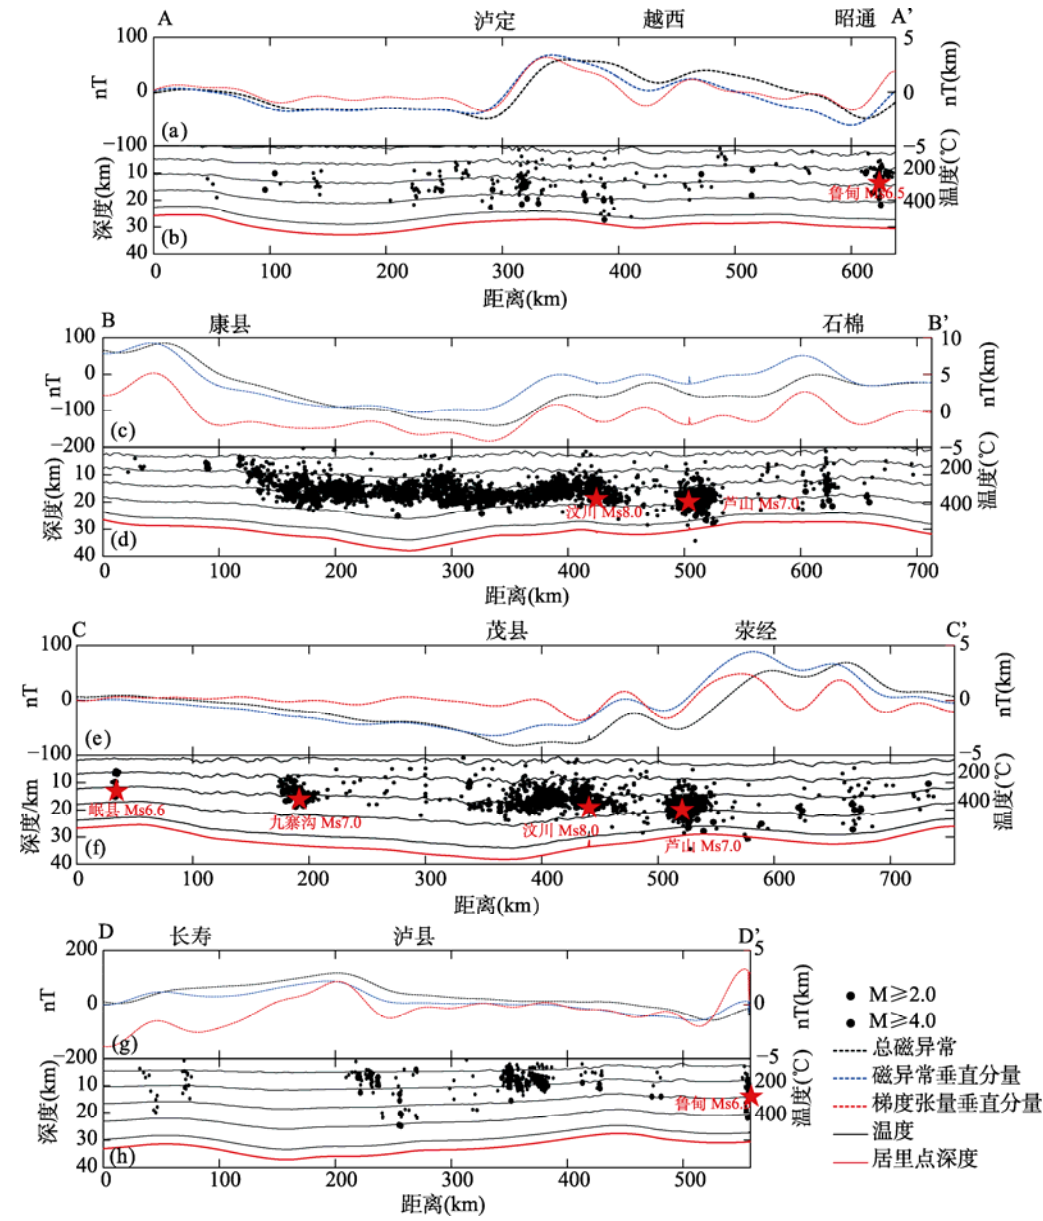 A 泸定 越西 昭通 A’
100 5
nT 0 0 nT(km)
(a)
−100 −5
深度(km) 10 200 温度(℃)
鲁甸 Ms6.5
20 400
30
(b)
40
0 100 200 300 400 500 600
距离(km)
B 康县 石棉 B’
100 10
nT 0 5 nT(km)
−100 0
(c)
−200 −5
深度(km) 10 200 温度(℃)
20 400
汶川 Ms8.0 芦山 Ms7.0
30
(d)
40
0 100 200 300 400 500 600 700
距离(km)
C 茂县 荥经 C’
100 5
nT 0 0 nT(km)
(e)
−100 −5
深度/km 10 200 温度(℃)
20 400
岷县 Ms6.6 九寨沟 Ms7.0 汶川 Ms8.0 芦山 Ms7.0
30
(f)
40
0 100 200 300 400 500 600 700
距离(km)
D 长寿 泸县 D’
200 5
nT 0 0 nT(km)
(g)
−200 −5
深度(km) 10 200 温度(℃)
鲁甸 Ms6.
20 400
30
(h)
40
0 100 200 300 400 500
距离(km)
M≥2.0
M≥4.0
总磁异常
磁异常垂直分量
梯度张量垂直分量
温度
居里点深度